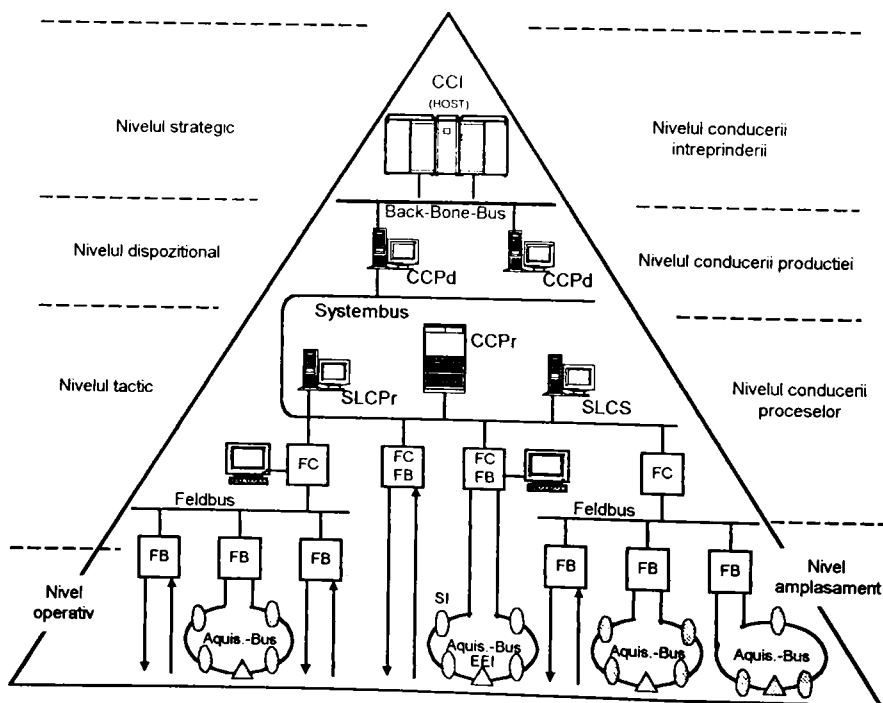 CCI
(HOST)
Nivelul strategic
Nivelul conducerii
intreprinderii
Back-Bone-Bus
Nivelul dispozitional
CCPd
CCPd
Nivelul conducerii productiei
Systembus
CCPr
Nivelul tactic
SLCPr
SLCS
Nivelul conducerii
proceselor
FC
FC
FB
FC
FB
FC
Feldbus
Feldbus
FB
FB
FB
FB
FB
FB
Nivel
operativ
Nivel
amplasament
SI
Aquis.-Bus
Aquis.-Bus
EEI
Aquis.-Bus
Aquis.-Bus